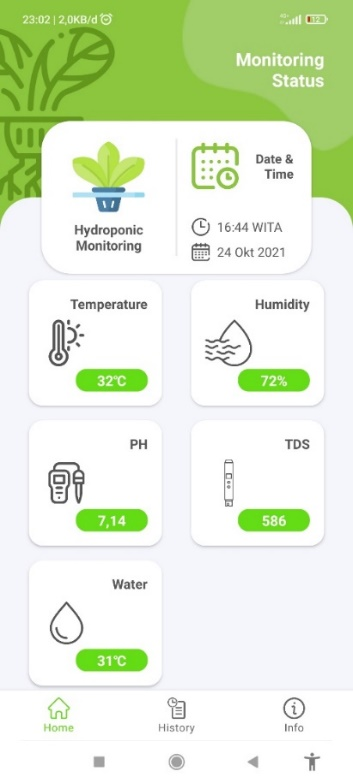 23:02 | 2,0KB/d
Monitoring
Status
Hydroponic
Monitoring
Date &
Time
16:44 WITA
24 Okt 2021
Temperature
32°C
Humidity
72%
PH
7,14
TDS
586
Water
31°C
Home
History
Info